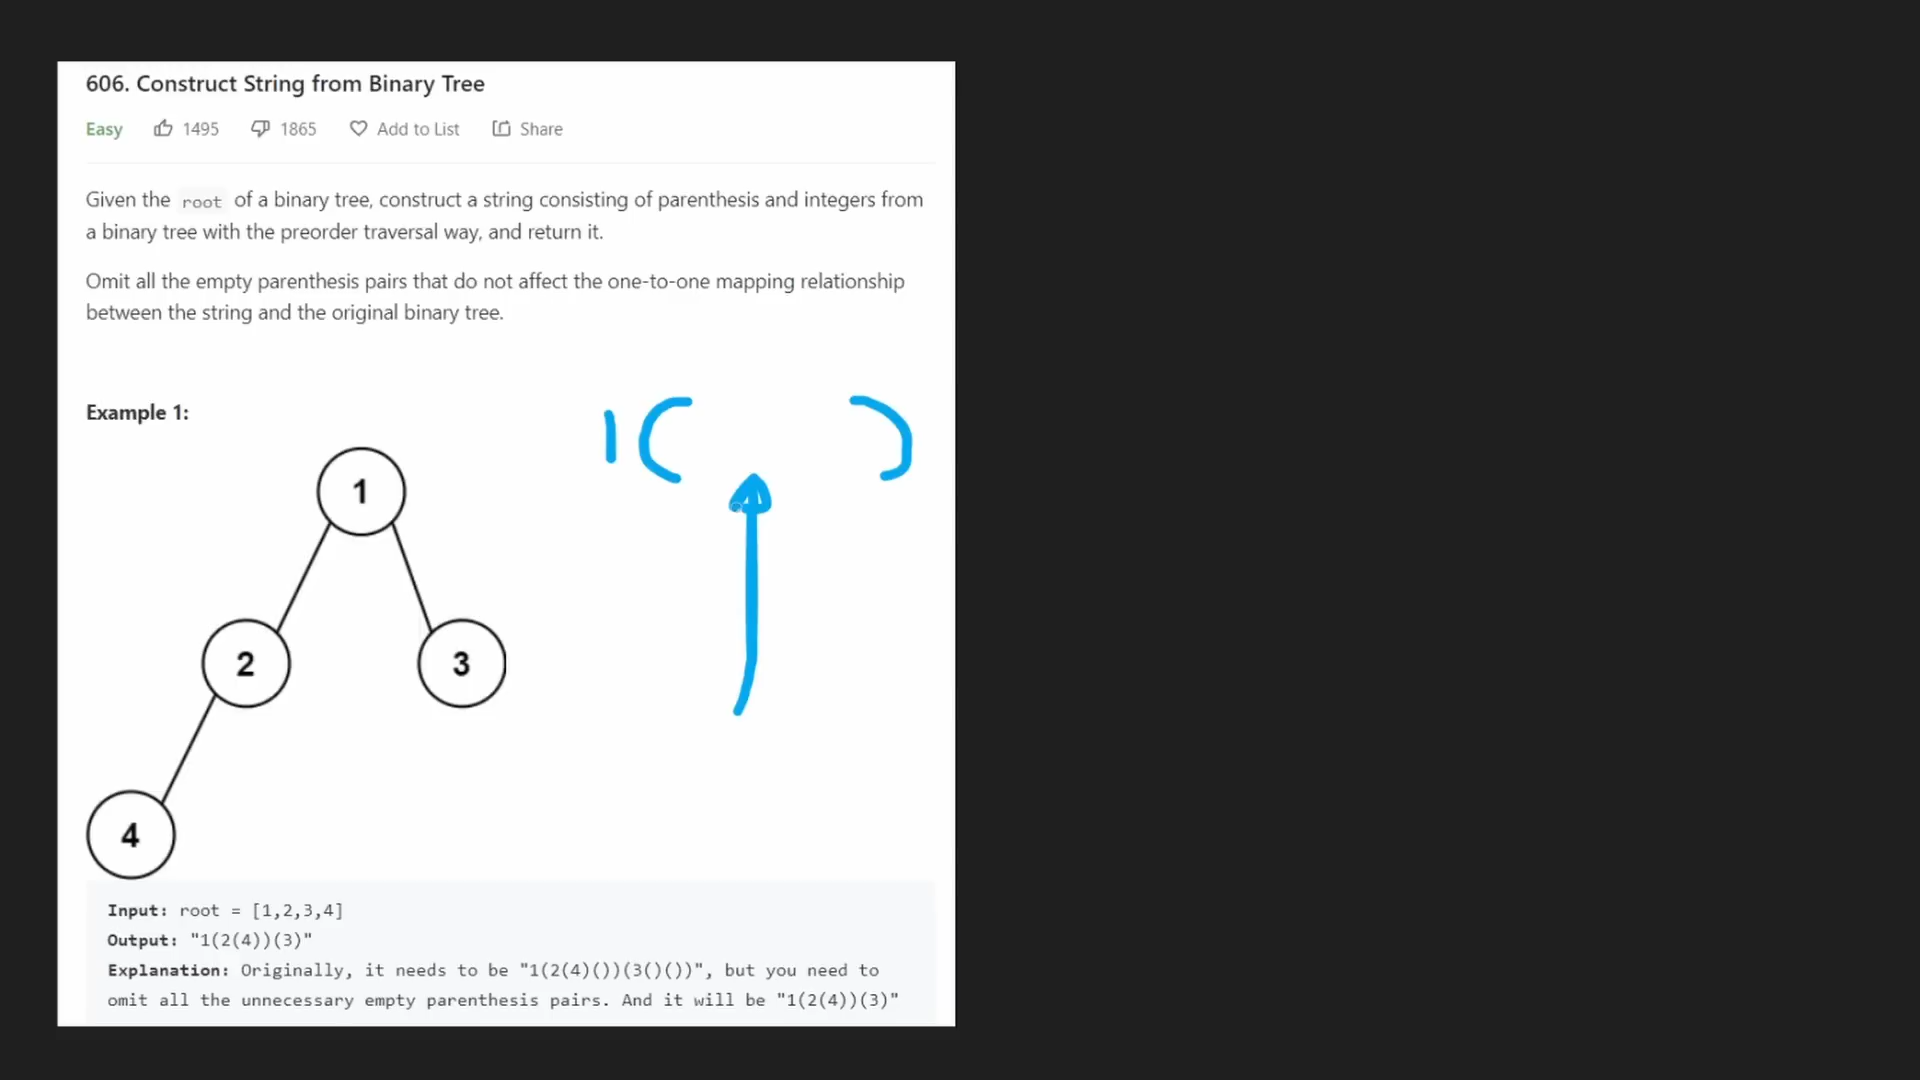 606. Construct String from Binary Tree
Easy 1495 1865 Add to List Share
Given the root of a binary tree, construct a string consisting of parenthesis and integers from
a binary tree with the preorder traversal way, and return it.
Omit all the empty parenthesis pairs that do not affect the one-to-one mapping relationship
between the string and the original binary tree.
Example 1:
1 ( )
1
2 3
4
Input: root = [1,2,3,4]
Output: "1(2(4))(3)"
Explanation: Originally, it needs to be "1(2(4)())(3()())", but you need to
omit all the unnecessary empty parenthesis pairs. And it will be "1(2(4))(3)"